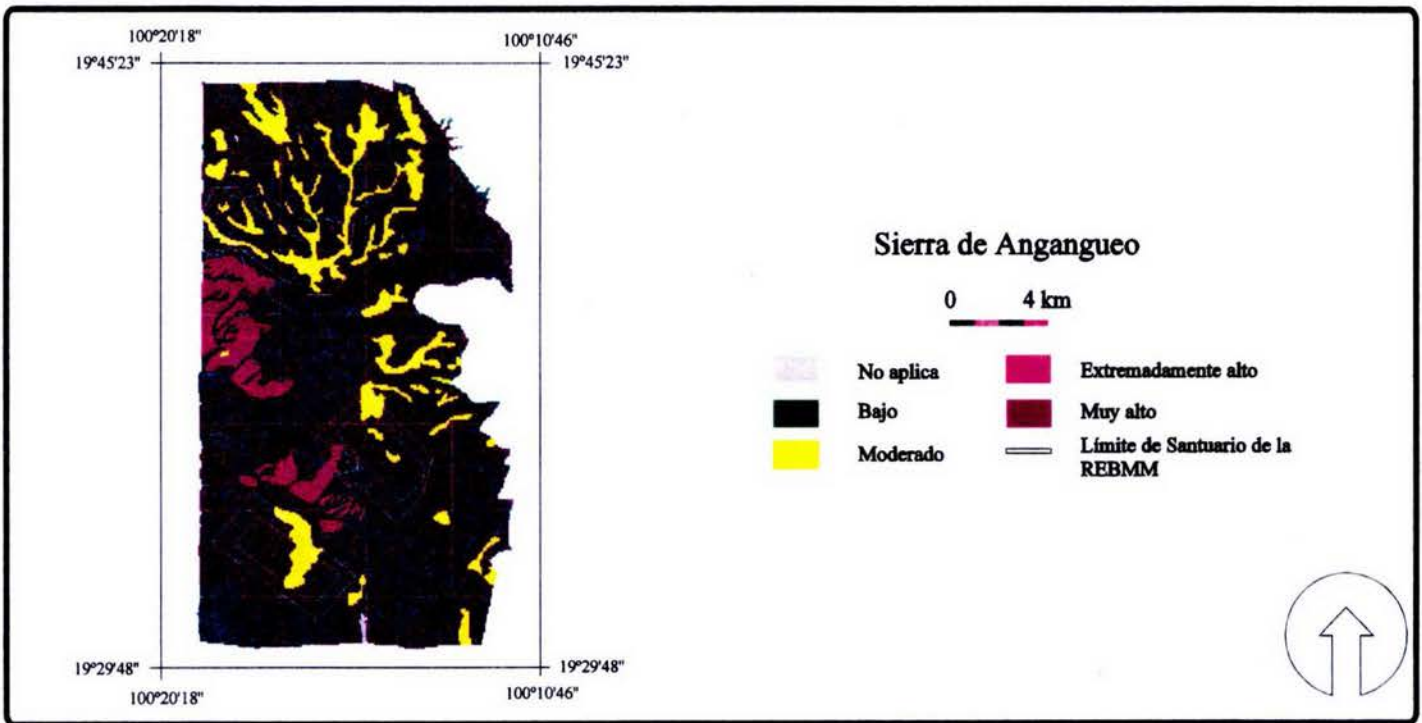 100°20'18"
100°10'46"
19°45'23"
19°45'23"
Sierra de Angangueo
0 4 km
No aplica
Extremadamente alto
Bajo
Muy alto
Moderado
Límite de Santuario de la
REBMM
19°29'48"
19°29'48"
100°20'18"
100°10'46"